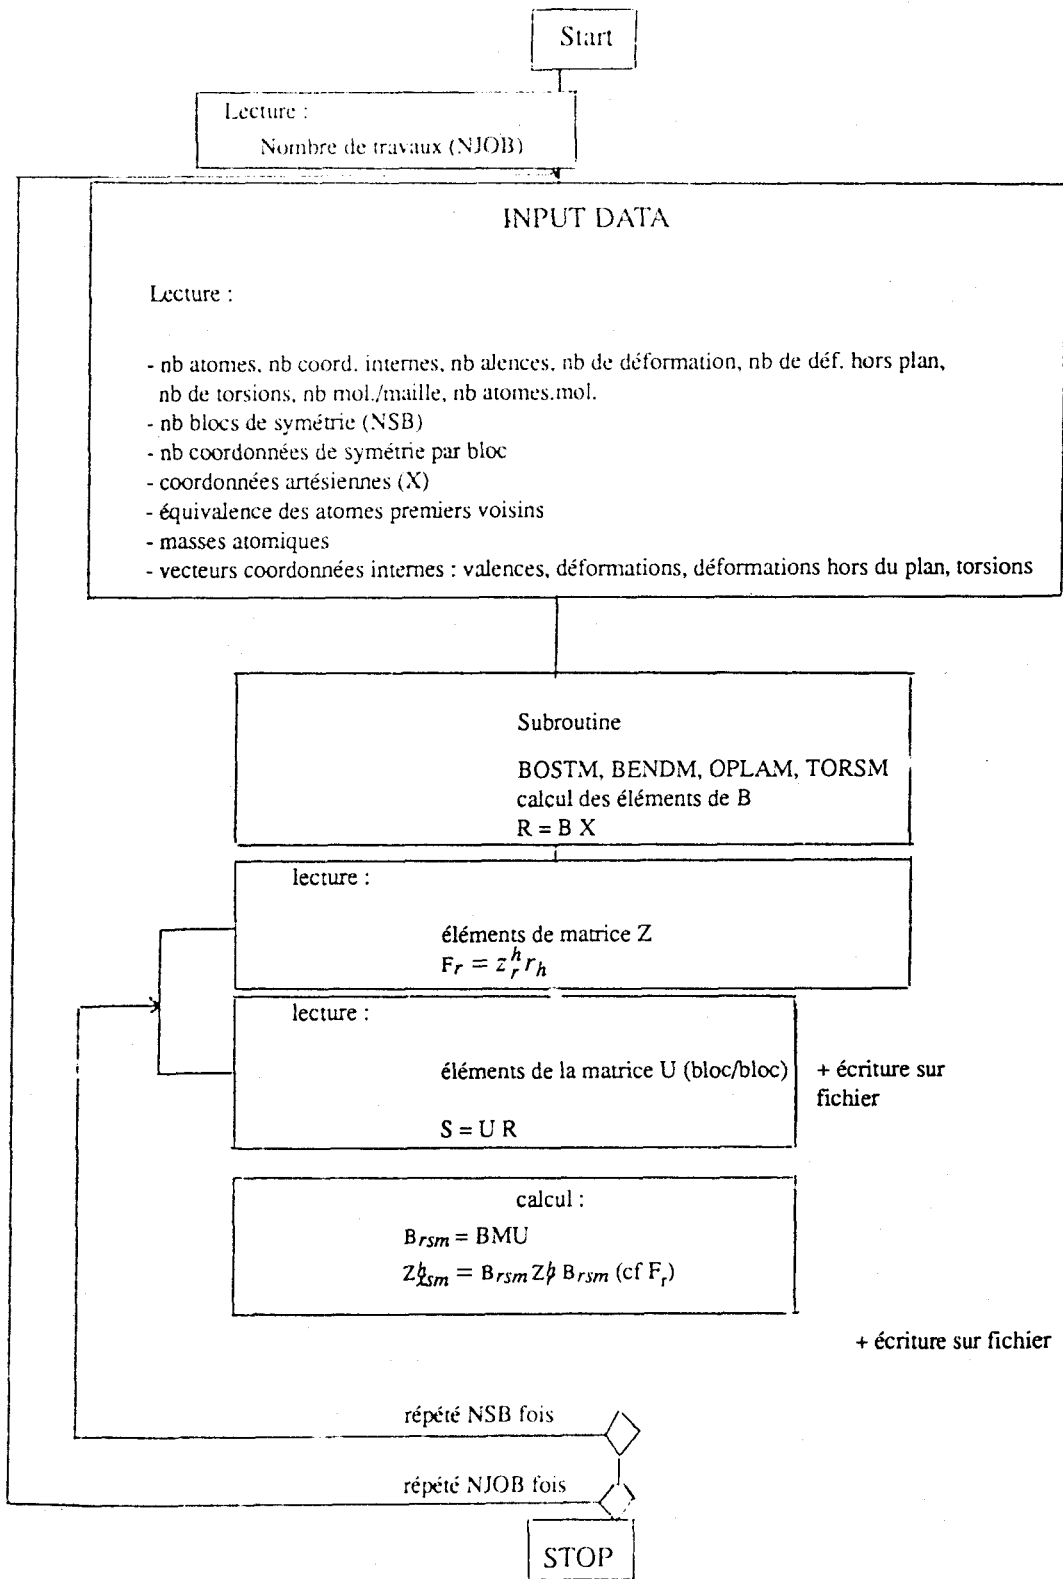 Start
Lecture :
Nombre de travaux (NJOB)
INPUT DATA
Lecture :
- nb atomes, nb coord. internes, nb alences, nb de déformation, nb de déf. hors plan,
nb de torsions, nb mol./maille, nb atomes.mol.
- nb blocs de symétrie (NSB)
- nb coordonnées de symétrie par bloc
- coordonnées artésiennes (X)
- équivalence des atomes premiers voisins
- masses atomiques
- vecteurs coordonnées internes : valences, déformations, déformations hors du plan, torsions
Subroutine
BOSTM, BENDM, OPLAM, TORSM
calcul des éléments de B
R = B X
lecture :
éléments de matrice Z
F_r = z_r^h r_h
lecture :
éléments de la matrice U (bloc/bloc)
+ écriture sur
fichier
S = U R
calcul :
B_rsm = BMU
= B_rsm B_rsm (cf F_r)
+ écriture sur fichier
répété NSB fois
répété NJOB fois
STOP